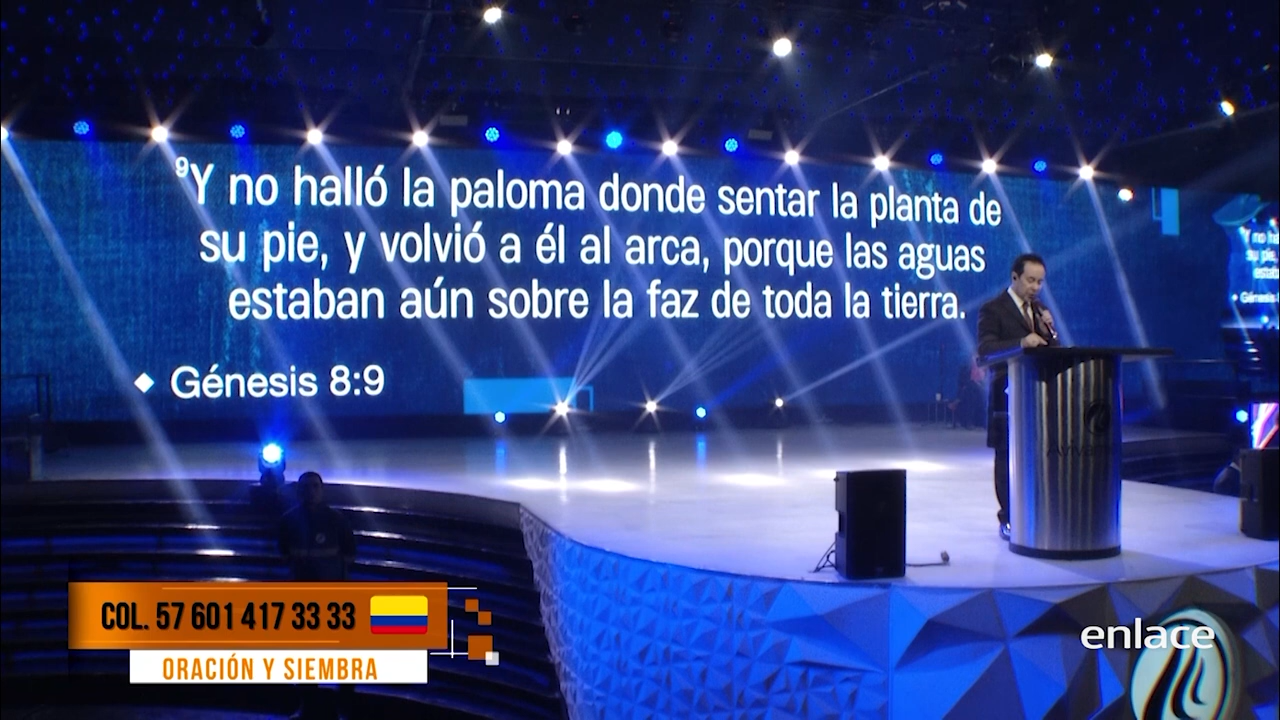 ⁹Y no halló la paloma donde sentar la planta de
su pie, y volvió a él al arca, porque las aguas
estaban aún sobre la faz de toda la tierra.
◆ Génesis 8:9
COL. 57 601 417 33 33
ORACIÓN Y SIEMBRA
enlace